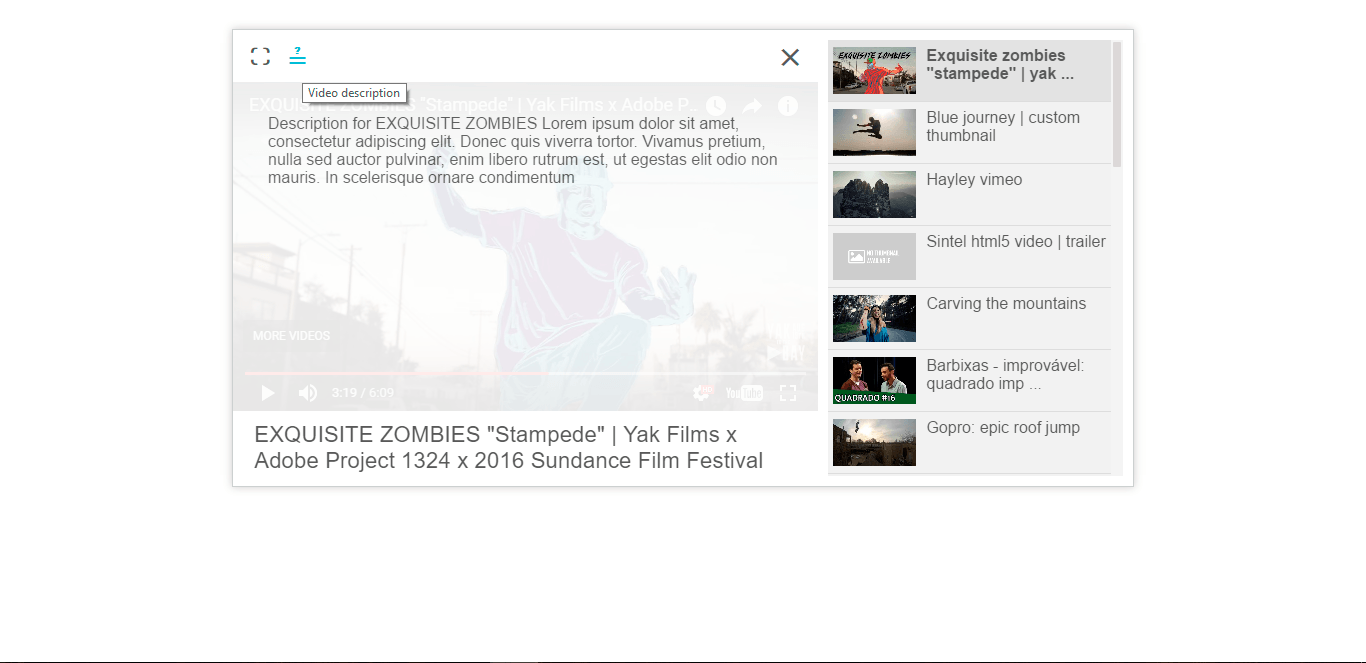 ?
Video description
EXQUISITE ZOMBIES "Stampede" | Yak Films x Adobe P...
Description for EXQUISITE ZOMBIES Lorem ipsum dolor sit amet,
consectetur adipiscing elit. Donec quis viverra tortor. Vivamus pretium,
nulla sed auctor pulvinar, enim libero rutrum est, ut egestas elit odio non
mauris. In scelerisque ornare condimentum
MORE VIDEOS
3:19 / 6:09
HD
YouTube
EXQUISITE ZOMBIES "Stampede" | Yak Films x
Adobe Project 1324 x 2016 Sundance Film Festival
EXQUISITE ZOMBIES
Exquisite zombies
"stampede" | yak ...
Blue journey | custom
thumbnail
Hayley vimeo
NO THUMBNAIL
AVAILABLE
Sintel html5 video | trailer
Carving the mountains
QUADRADO #16
Barbixas - improvável:
quadrado imp ...
Gopro: epic roof jump